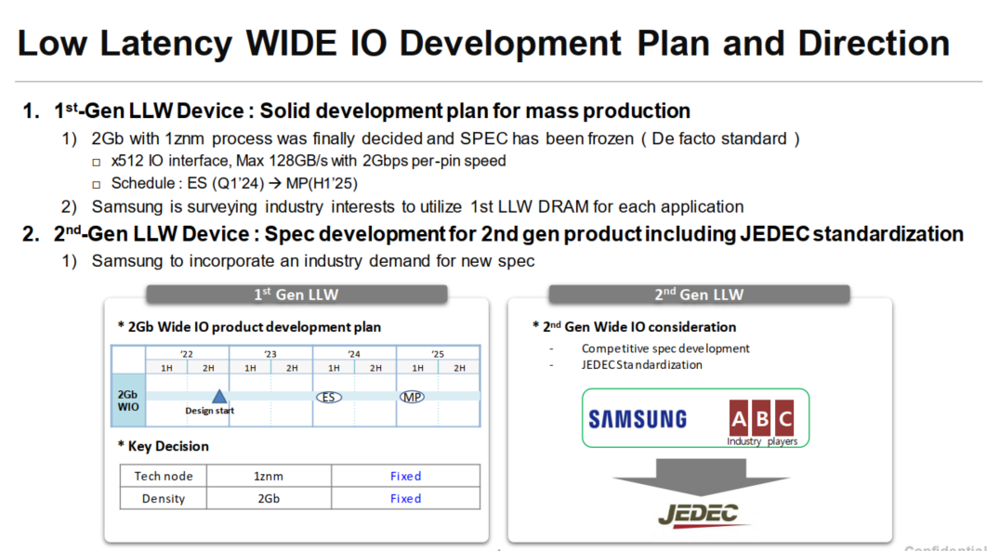 Low Latency WIDE IO Development Plan and Direction
1. 1st-Gen LLW Device : Solid development plan for mass production
1) 2Gb with 1znm process was finally decided and SPEC has been frozen ( De facto standard )
□ x512 IO interface, Max 128GB/s with 2Gbps per-pin speed
□ Schedule : ES (Q1'24) → MP(H1'25)
2) Samsung is surveying industry interests to utilize 1st LLW DRAM for each application
2. 2nd-Gen LLW Device : Spec development for 2nd gen product including JEDEC standardization
1) Samsung to incorporate an industry demand for new spec
1st Gen LLW
* 2Gb Wide IO product development plan
'22 '23 '24 '25
1H 2H 1H 2H 1H 2H 1H 2H
2Gb
WIO
ES MP
Design start
* Key Decision
Tech node 1znm Fixed
Density 2Gb Fixed
2nd Gen LLW
* 2nd Gen Wide IO consideration
- Competitive spec development
- JEDEC Standardization
SAMSUNG
A B C
Industry players
JEDEC
Confidential